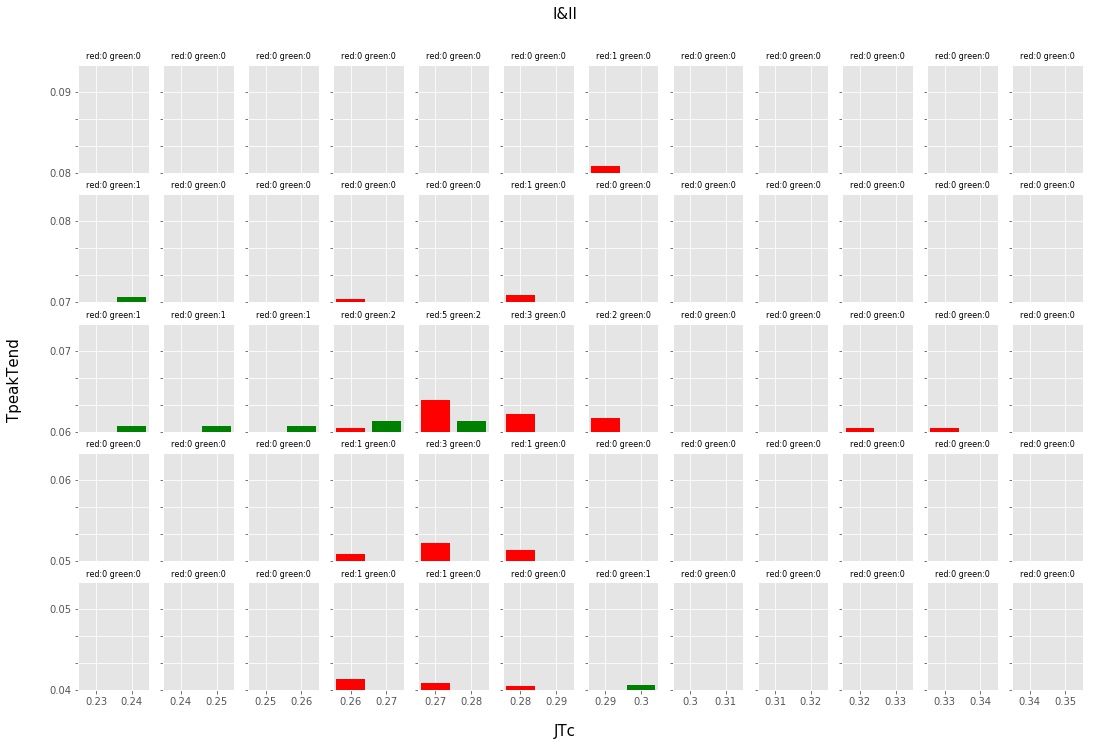 I&II
red:0 green:0 red:0 green:0 red:0 green:0 red:0 green:0 red:0 green:0 red:0 green:0 red:1 green:0 red:0 green:0 red:0 green:0 red:0 green:0 red:0 green:0 red:0 green:0
0.09
0.08
red:0 green:1 red:0 green:0 red:0 green:0 red:0 green:0 red:0 green:0 red:1 green:0 red:0 green:0 red:0 green:0 red:0 green:0 red:0 green:0 red:0 green:0 red:0 green:0
0.08
0.07
red:0 green:1 red:0 green:1 red:0 green:1 red:0 green:2 red:5 green:2 red:3 green:0 red:2 green:0 red:0 green:0 red:0 green:0 red:0 green:0 red:0 green:0 red:0 green:0
0.07
0.06
red:0 green:0 red:0 green:0 red:0 green:0 red:1 green:0 red:3 green:0 red:1 green:0 red:0 green:0 red:0 green:0 red:0 green:0 red:0 green:0 red:0 green:0 red:0 green:0
0.06
0.05
red:0 green:0 red:0 green:0 red:0 green:0 red:1 green:0 red:1 green:0 red:0 green:0 red:0 green:1 red:0 green:0 red:0 green:0 red:0 green:0 red:0 green:0 red:0 green:0
0.05
0.04
0.23 0.24 0.24 0.25 0.25 0.26 0.26 0.27 0.27 0.28 0.28 0.29 0.29 0.3 0.3 0.31 0.31 0.32 0.32 0.33 0.33 0.34 0.34 0.35
TpeakTend
JTc